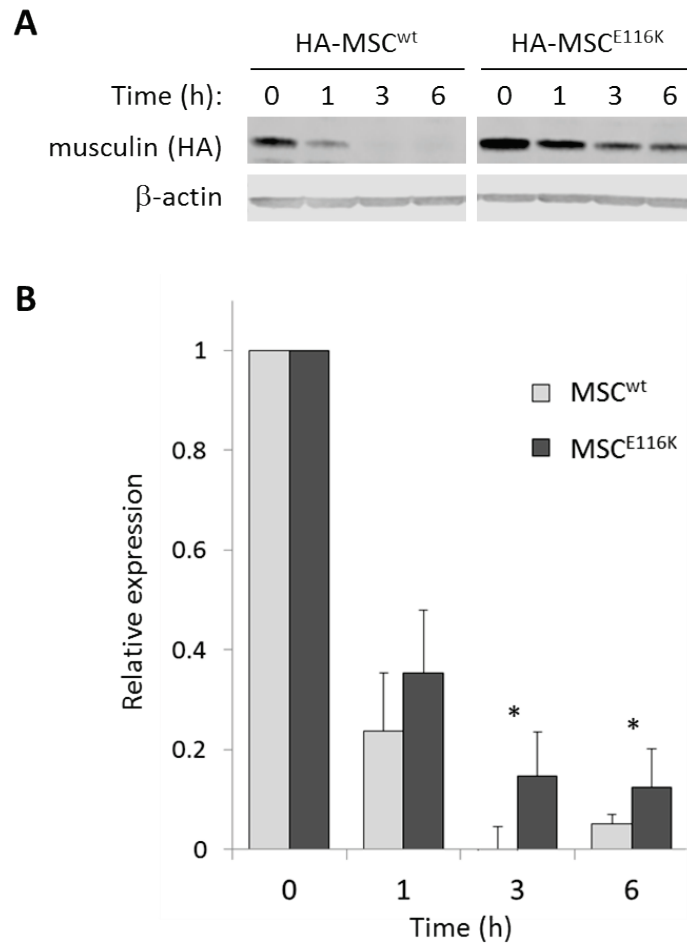 A
HA-MSCwt HA-MSCE116K
Time (h): 0 1 3 6 0 1 3 6
musculin (HA)
β-actin
B
1
MSCwt
0.8
MSCE116K
0.6
Relative expression
0.4
*
*
0.2
0
0 1 3 6
Time (h)